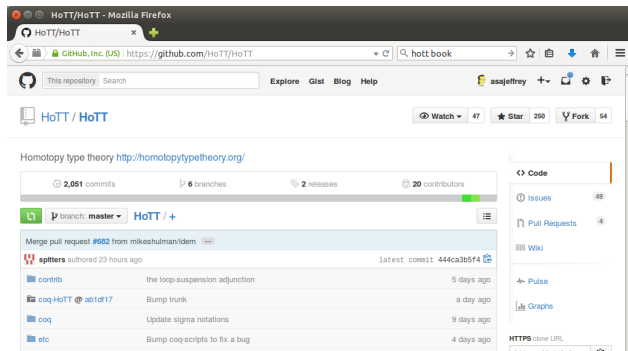 HoTT/HoTT - Mozilla Firefox
HoTT/HoTT ×
GitHub, Inc. (US) https://github.com/HoTT/HoTT hott book
This repository Search Explore Gist Blog Help asajeffrey
HoTT / HoTT Watch 47 Star 250 Fork 54
Homotopy type theory http://homotopytypetheory.org/
2,051 commits 6 branches 2 releases 20 contributors
branch: master HoTT / +
Merge pull request #682 from mikeshulman/idem ...
spitters authored 23 hours ago latest commit 444ca3b5f4
contrib the loop-suspension adjunction 5 days ago
coq-HoTT @ ab1df17 Bump trunk a day ago
coq Update sigma notations 9 days ago
etc Bump coq-scripts to fix a bug 4 days ago
Code
Issues 49
Pull Requests 4
Wiki
Pulse
Graphs
HTTPS clone URL